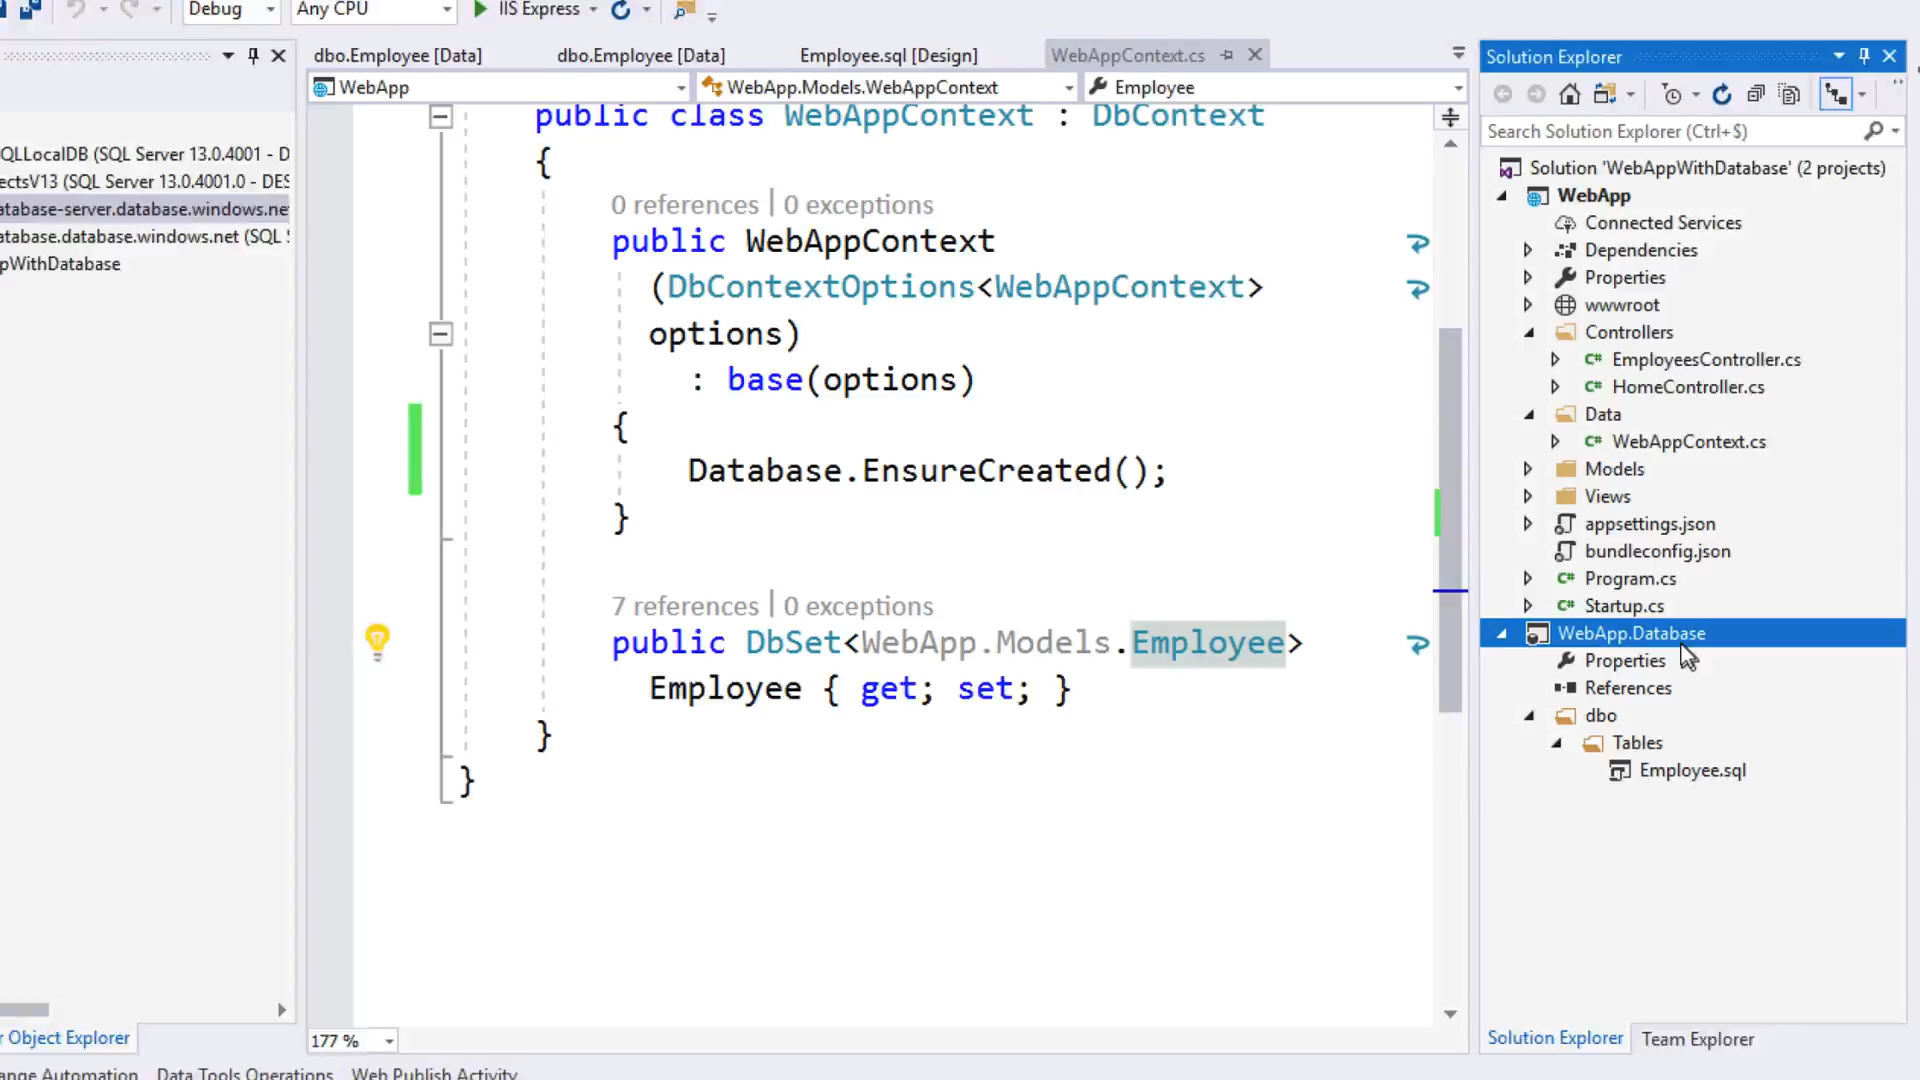 Debug
Any CPU
IIS Express
dbo.Employee [Data]
dbo.Employee [Data]
Employee.sql [Design]
WebAppContext.cs
WebApp
WebApp.Models.WebAppContext
Employee
QLLocalDB (SQL Server 13.0.4001 - D
ectsV13 (SQL Server 13.0.4001.0 - DES
atabase-server.database.windows.ne
atabase.database.windows.net (SQL S
pWithDatabase
public class WebAppContext : DbContext
{
0 references | 0 exceptions
public WebAppContext
(DbContextOptions<WebAppContext>
options)
: base(options)
{
Database.EnsureCreated();
}
7 references | 0 exceptions
public DbSet<WebApp.Models.Employee>
Employee { get; set; }
}
}
177 %
r Object Explorer
ange Automation
Data Tools Operations
Web Publish Activity
Solution Explorer
Search Solution Explorer (Ctrl+$)
Solution 'WebAppWithDatabase' (2 projects)
WebApp
Connected Services
Dependencies
Properties
wwwroot
Controllers
C# EmployeesController.cs
C# HomeController.cs
Data
C# WebAppContext.cs
Models
Views
appsettings.json
bundleconfig.json
C# Program.cs
C# Startup.cs
WebApp.Database
Properties
References
dbo
Tables
Employee.sql
Solution Explorer
Team Explorer